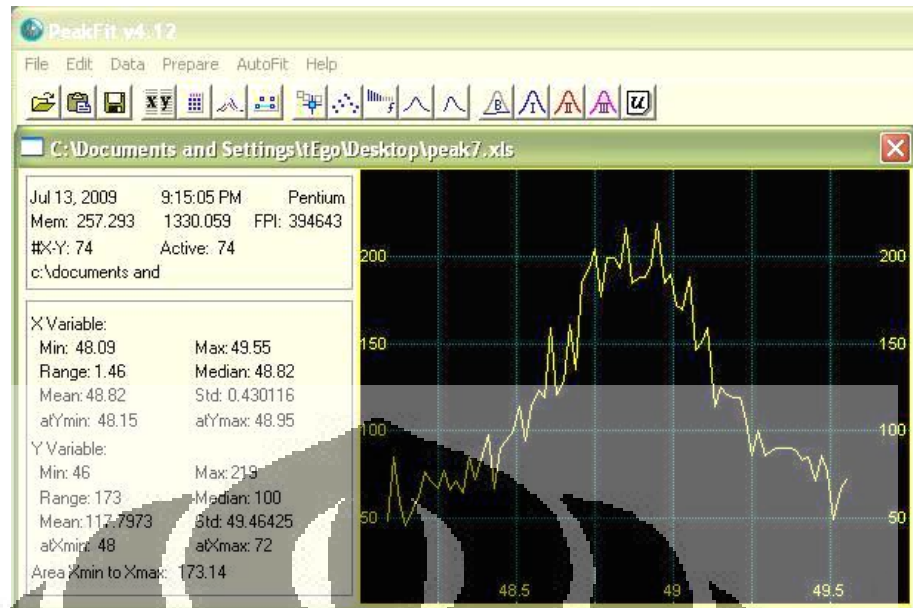 PeakFit v4.12
File Edit Data Prepare AutoFit Help
xy B I II III u
C:\Documents and Settings\tEgo\Desktop\peak7.xls
Jul 13, 2009 9:15:05 PM Pentium
Mem: 257.293 1330.059 FPI: 394643
#X-Y: 74 Active: 74
c:\documents and
X Variable:
Min: 48.09 Max: 49.55
Range: 1.46 Median: 48.82
Mean: 48.82 Std: 0.430116
atYmin: 48.15 atYmax: 48.95
Y Variable:
Min: 46 Max: 219
Range: 173 Median: 100
Mean: 117.7973 Std: 49.46425
atXmin: 48 atXmax: 72
Area Xmin to Xmax: 173.14
200 200
150 150
100 100
50 50
48.5 49 49.5